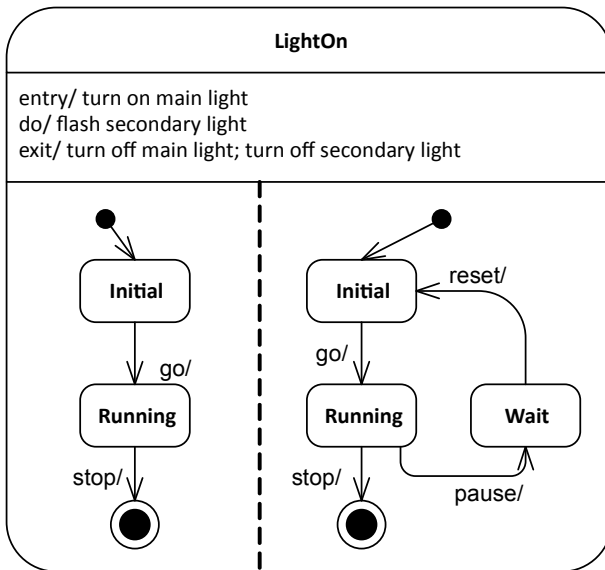 LightOn
entry/ turn on main light
do/ flash secondary light
exit/ turn off main light; turn off secondary light
Initial
go/
Running
stop/
Initial
reset/
go/
Running
Wait
stop/
pause/